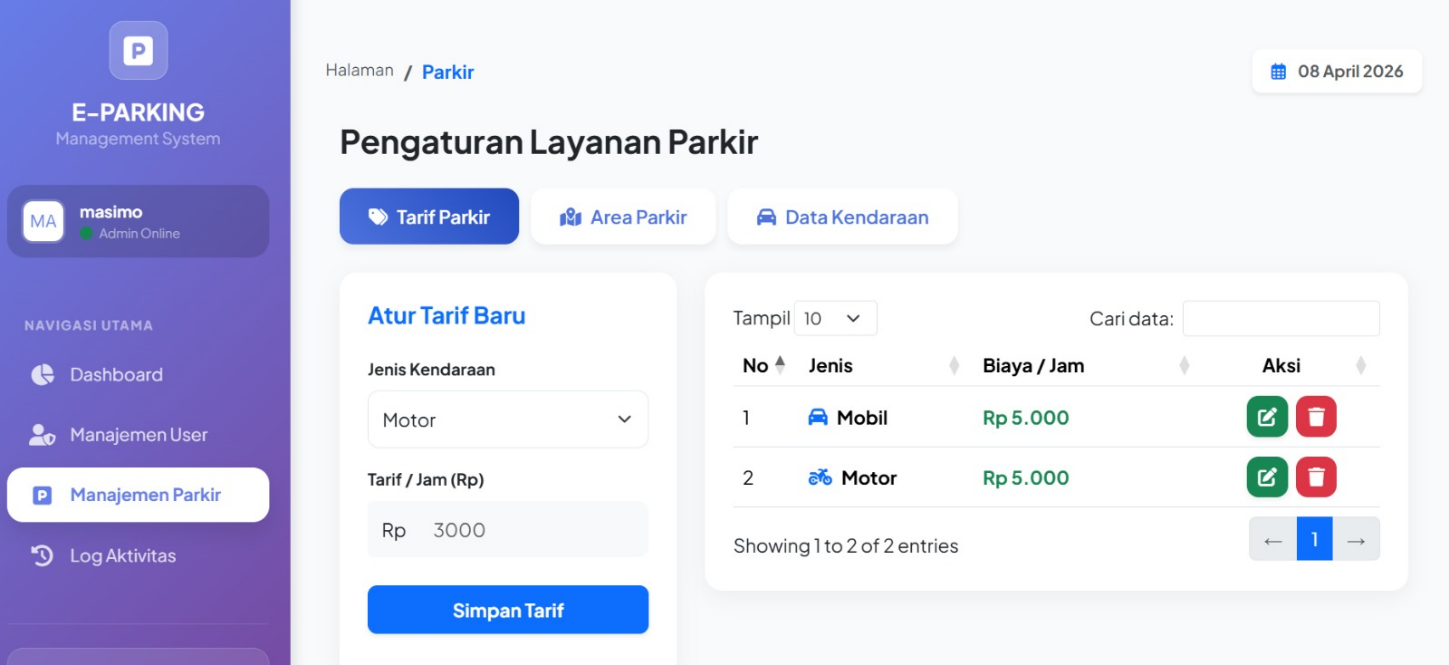 P
E-PARKING
Management System
MA
masimo
Admin Online
NAVIGASI UTAMA
Dashboard
Manajemen User
P Manajemen Parkir
Log Aktivitas
Halaman / Parkir
08 April 2026
Pengaturan Layanan Parkir
Tarif Parkir Area Parkir Data Kendaraan
Atur Tarif Baru
Jenis Kendaraan
Motor
Tarif / Jam (Rp)
Rp 3000
Simpan Tarif
Tampil 10 Cari data:
No Jenis Biaya / Jam Aksi
1 Mobil Rp 5.000
2 Motor Rp 5.000
Showing 1 to 2 of 2 entries
← 1 →